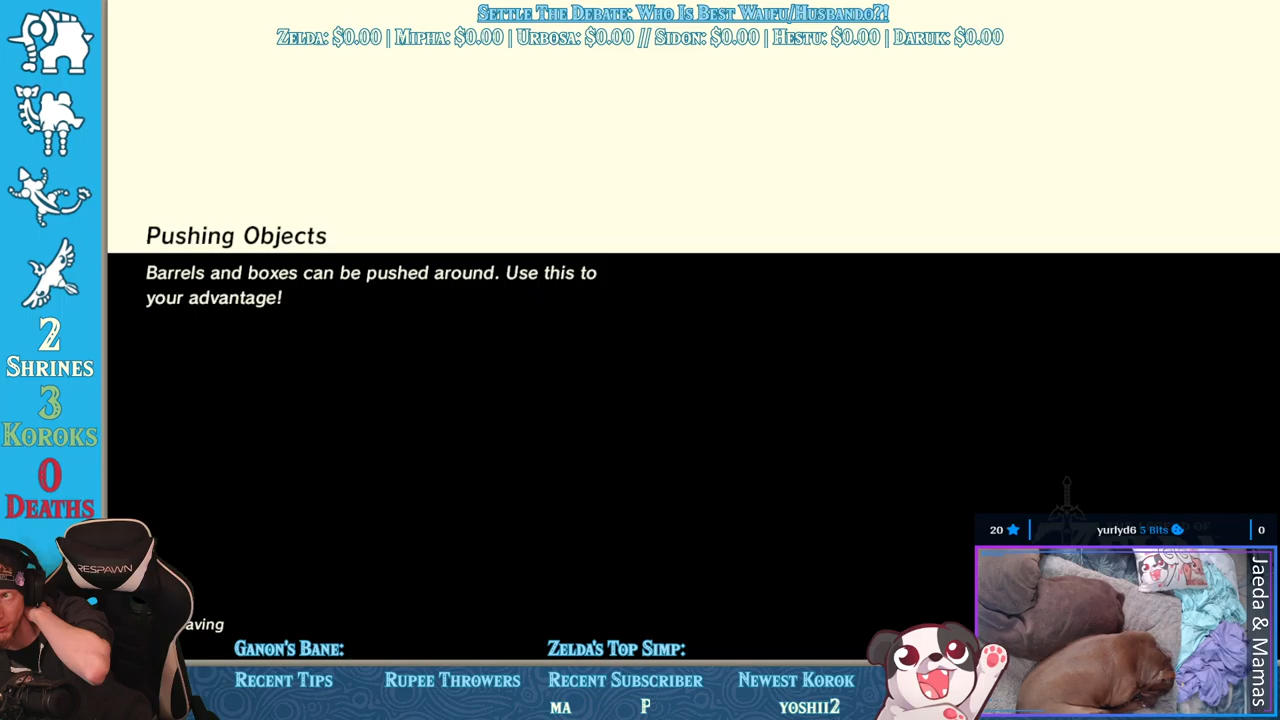 Settle The Debate: Who Is Best Waifu/Husbando?!
Zelda: $0.00 | Mipha: $0.00 | Urbosa: $0.00 // Sidon: $0.00 | Hestu: $0.00 | Daruk: $0.00
Pushing Objects
Barrels and boxes can be pushed around. Use this to
your advantage!
2
Shrines
3
Koroks
0
Deaths
RESPAWN
20
yurlyd6 5 Bits
0
Jaeda & Mamas
aving
Ganon's Bane:
Zelda's Top Simp:
Recent Tips
Rupee Throwers
Recent Subscriber
Newest Korok
MA
P
YOSHII2